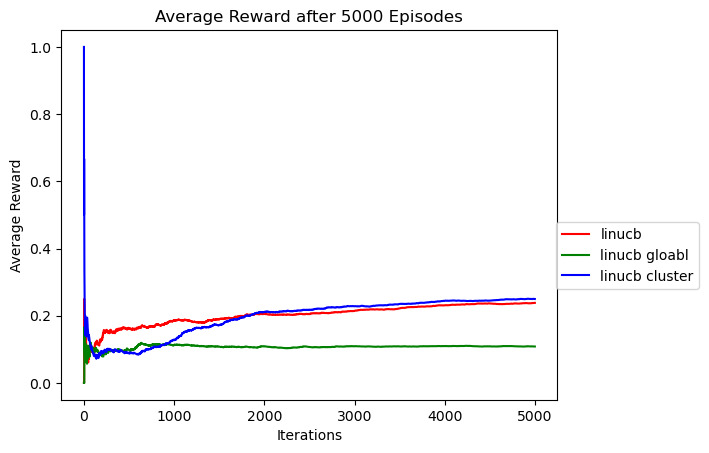 Average Reward after 5000 Episodes
1.0
0.8
0.6
0.4
0.2
0.0
Average Reward
0
1000
2000
3000
4000
5000
Iterations
linucb
linucb gloabl
linucb cluster